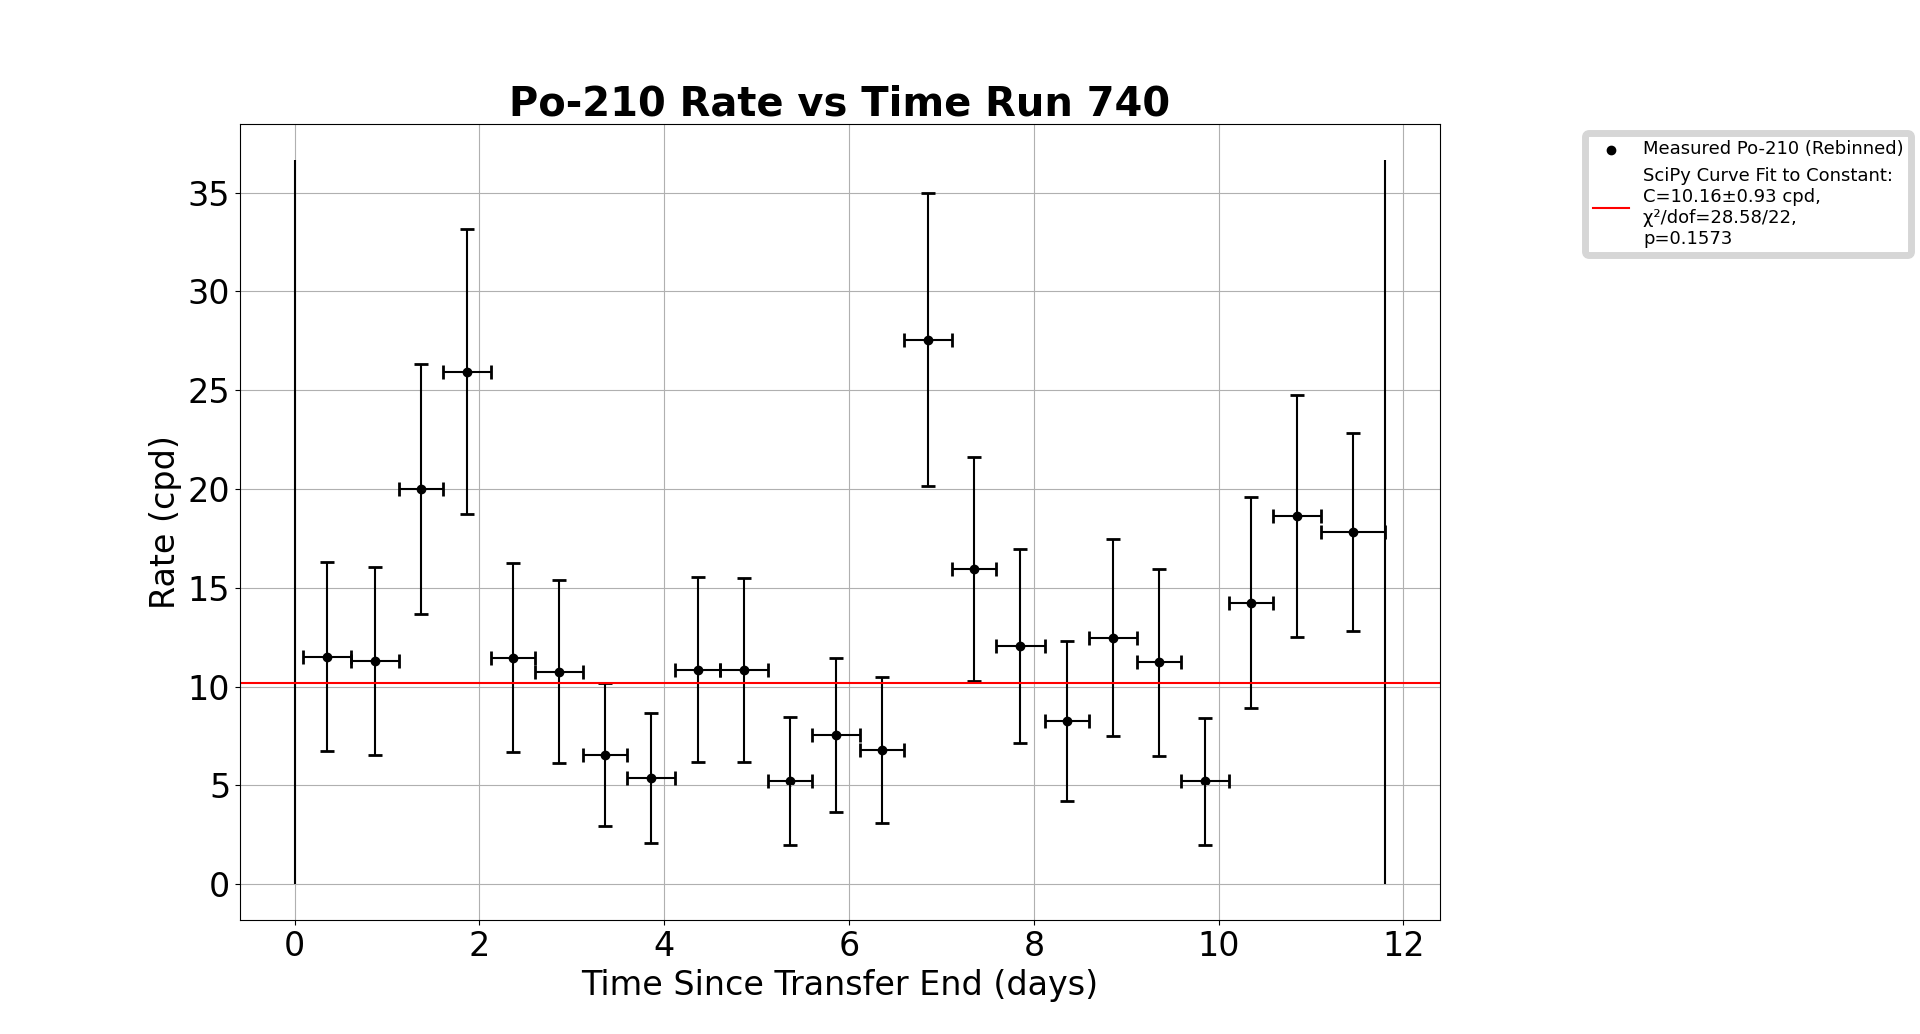 Po-210 Rate vs Time Run 740
Measured Po-210 (Rebinned)
SciPy Curve Fit to Constant:
C=10.16±0.93 cpd,
χ²/dof=28.58/22,
p=0.1573
Rate (cpd)
35
30
25
20
15
10
5
0
0 2 4 6 8 10 12
Time Since Transfer End (days)